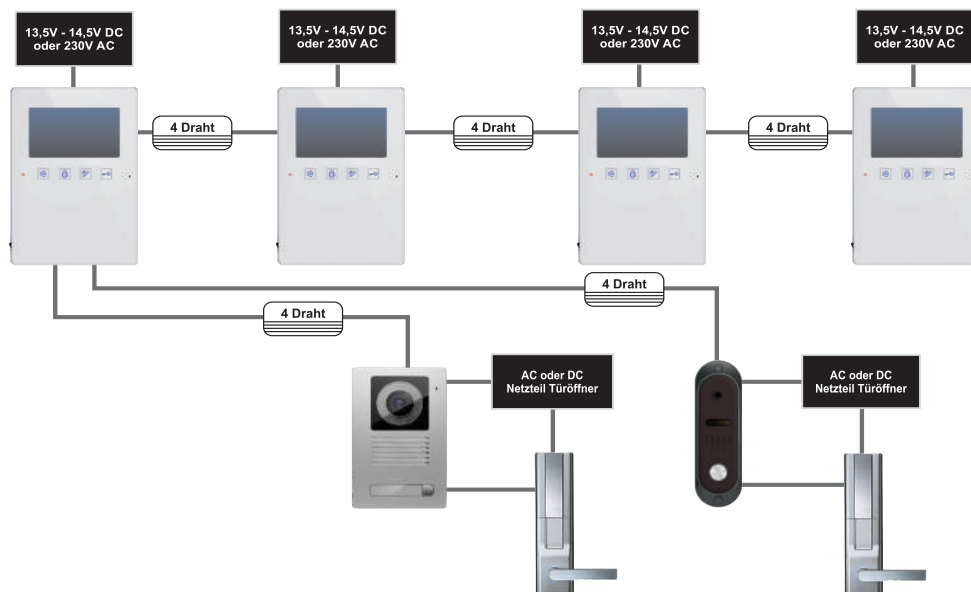 13,5V - 14,5V DC
oder 230V AC
13,5V - 14,5V DC
oder 230V AC
13,5V - 14,5V DC
oder 230V AC
13,5V - 14,5V DC
oder 230V AC
4 Draht
4 Draht
4 Draht
4 Draht
4 Draht
AC oder DC
Netzteil Türöffner
AC oder DC
Netzteil Türöffner